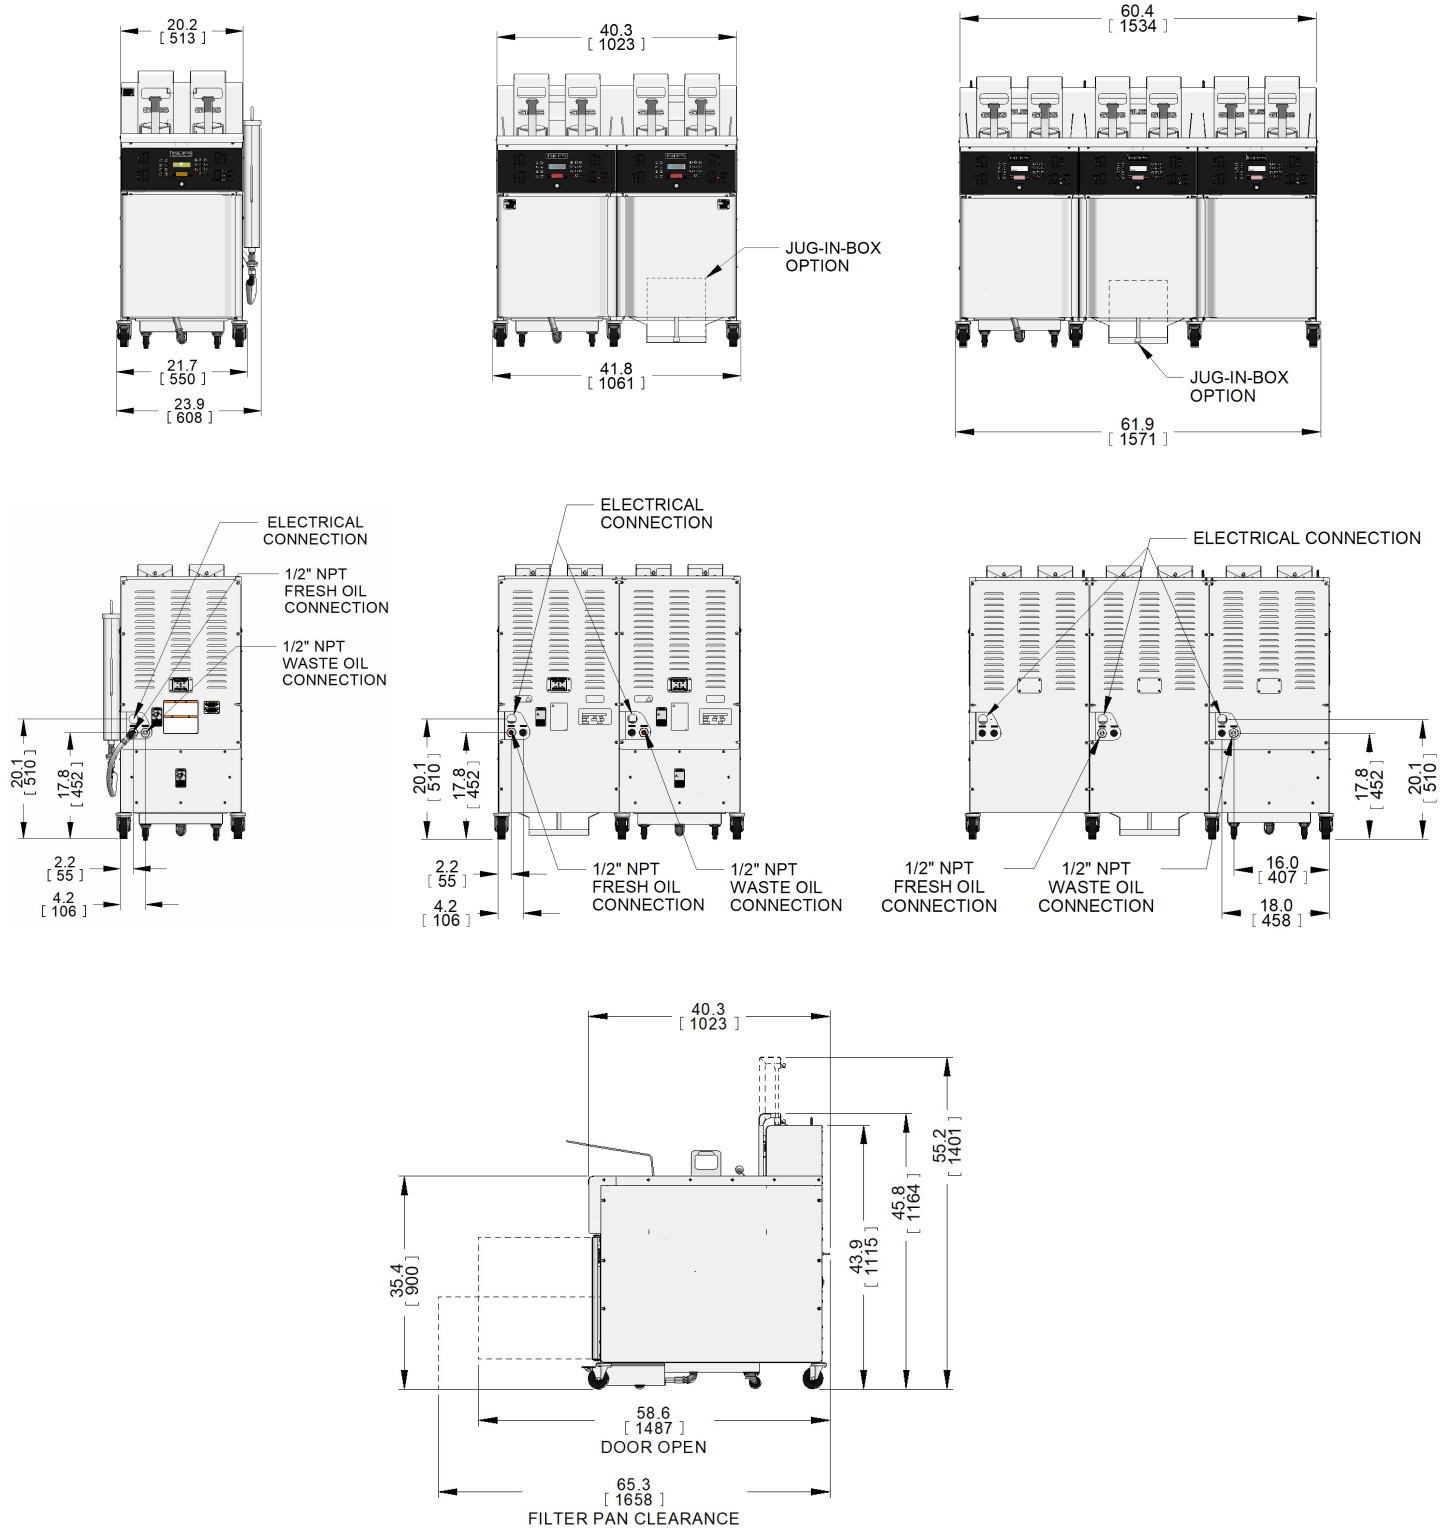 20.2
[ 513 ]
40.3
[ 1023 ]
60.4
[ 1534 ]
JUG-IN-BOX
OPTION
21.7
[ 550 ]
23.9
[ 608 ]
41.8
[ 1061 ]
JUG-IN-BOX
OPTION
61.9
[ 1571 ]
ELECTRICAL
CONNECTION
1/2" NPT
FRESH OIL
CONNECTION
1/2" NPT
WASTE OIL
CONNECTION
20.1
[ 510 ]
17.8
[ 452 ]
2.2
[ 55 ]
4.2
[ 106 ]
ELECTRICAL
CONNECTION
20.1
[ 510 ]
17.8
[ 452 ]
2.2
[ 55 ]
4.2
[ 106 ]
1/2" NPT
FRESH OIL
CONNECTION
1/2" NPT
WASTE OIL
CONNECTION
ELECTRICAL CONNECTION
17.8
[ 452 ]
20.1
[ 510 ]
1/2" NPT
FRESH OIL
CONNECTION
1/2" NPT
WASTE OIL
CONNECTION
16.0
[ 407 ]
18.0
[ 458 ]
40.3
[ 1023 ]
55.2
[ 1401 ]
45.8
[ 1164 ]
43.9
[ 1115 ]
35.4
[ 900 ]
58.6
[ 1487 ]
DOOR OPEN
65.3
[ 1658 ]
FILTER PAN CLEARANCE